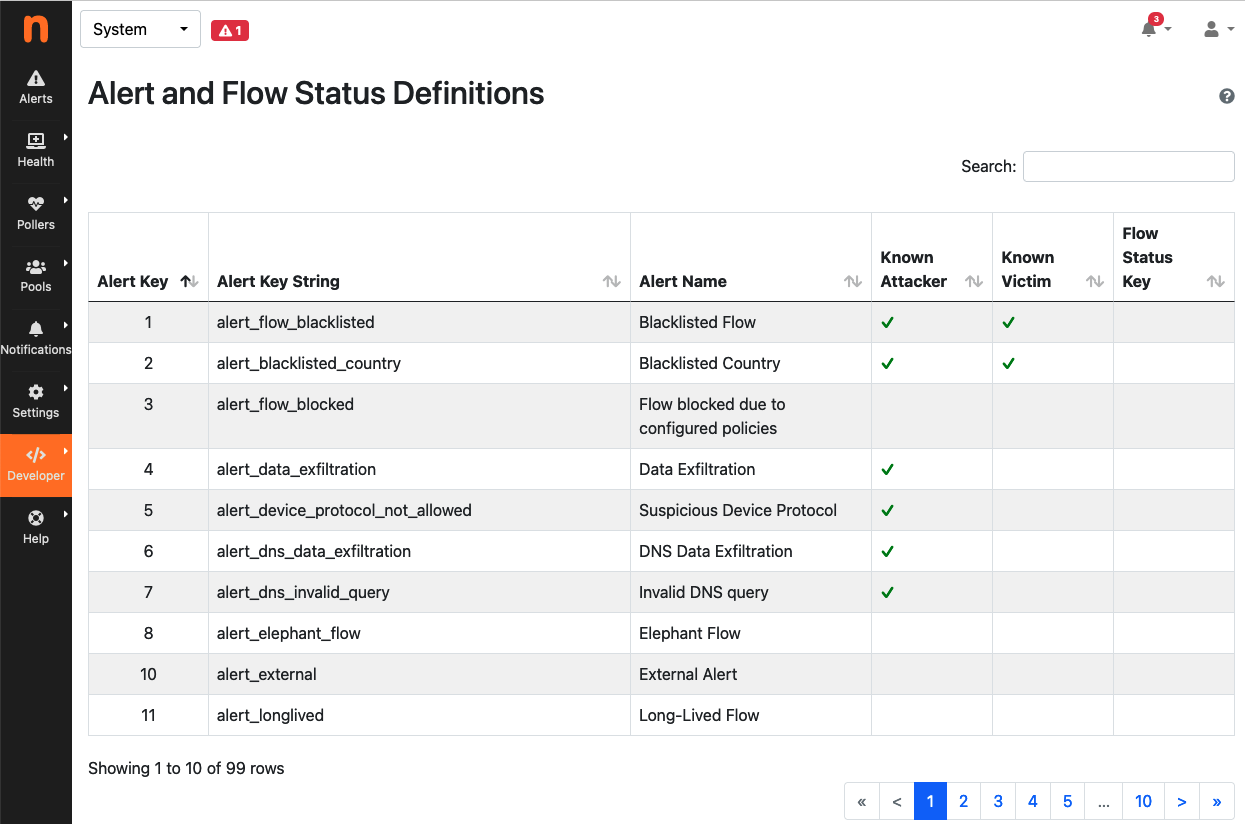 n
System
1
3
Alerts
Health
Pollers
Pools
Notifications
Settings
Developer
Help
Alert and Flow Status Definitions
Search:
Alert Key Alert Key String Alert Name Known Attacker Known Victim Flow Status Key
1 alert_flow_blacklisted Blacklisted Flow
2 alert_blacklisted_country Blacklisted Country
3 alert_flow_blocked Flow blocked due to
configured policies
4 alert_data_exfiltration Data Exfiltration
5 alert_device_protocol_not_allowed Suspicious Device Protocol
6 alert_dns_data_exfiltration DNS Data Exfiltration
7 alert_dns_invalid_query Invalid DNS query
8 alert_elephant_flow Elephant Flow
10 alert_external External Alert
11 alert_longlived Long-Lived Flow
Showing 1 to 10 of 99 rows
« < 1 2 3 4 5 ... 10 > »